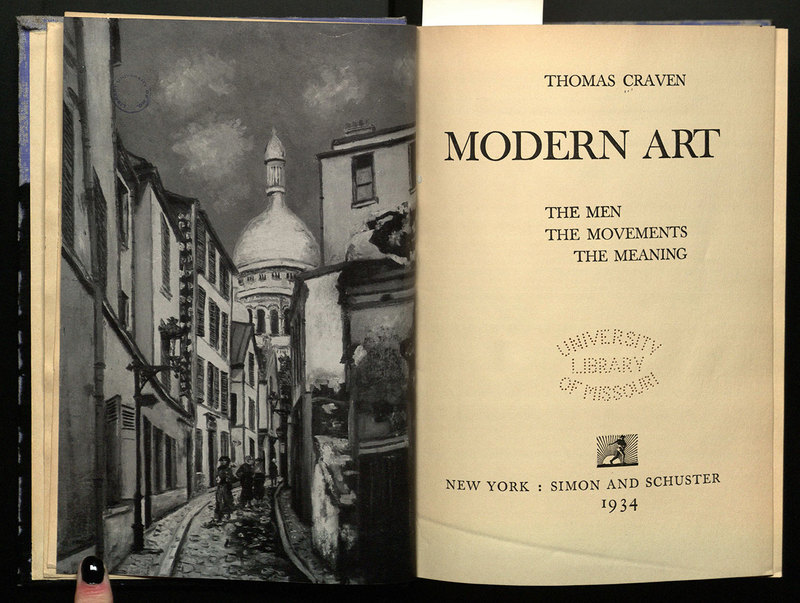 THOMAS CRAVEN
MODERN ART
THE MEN
THE MOVEMENTS
THE MEANING
UNIVERSITY
LIBRARY
OF MISSOURI
NEW YORK : SIMON AND SCHUSTER
1934